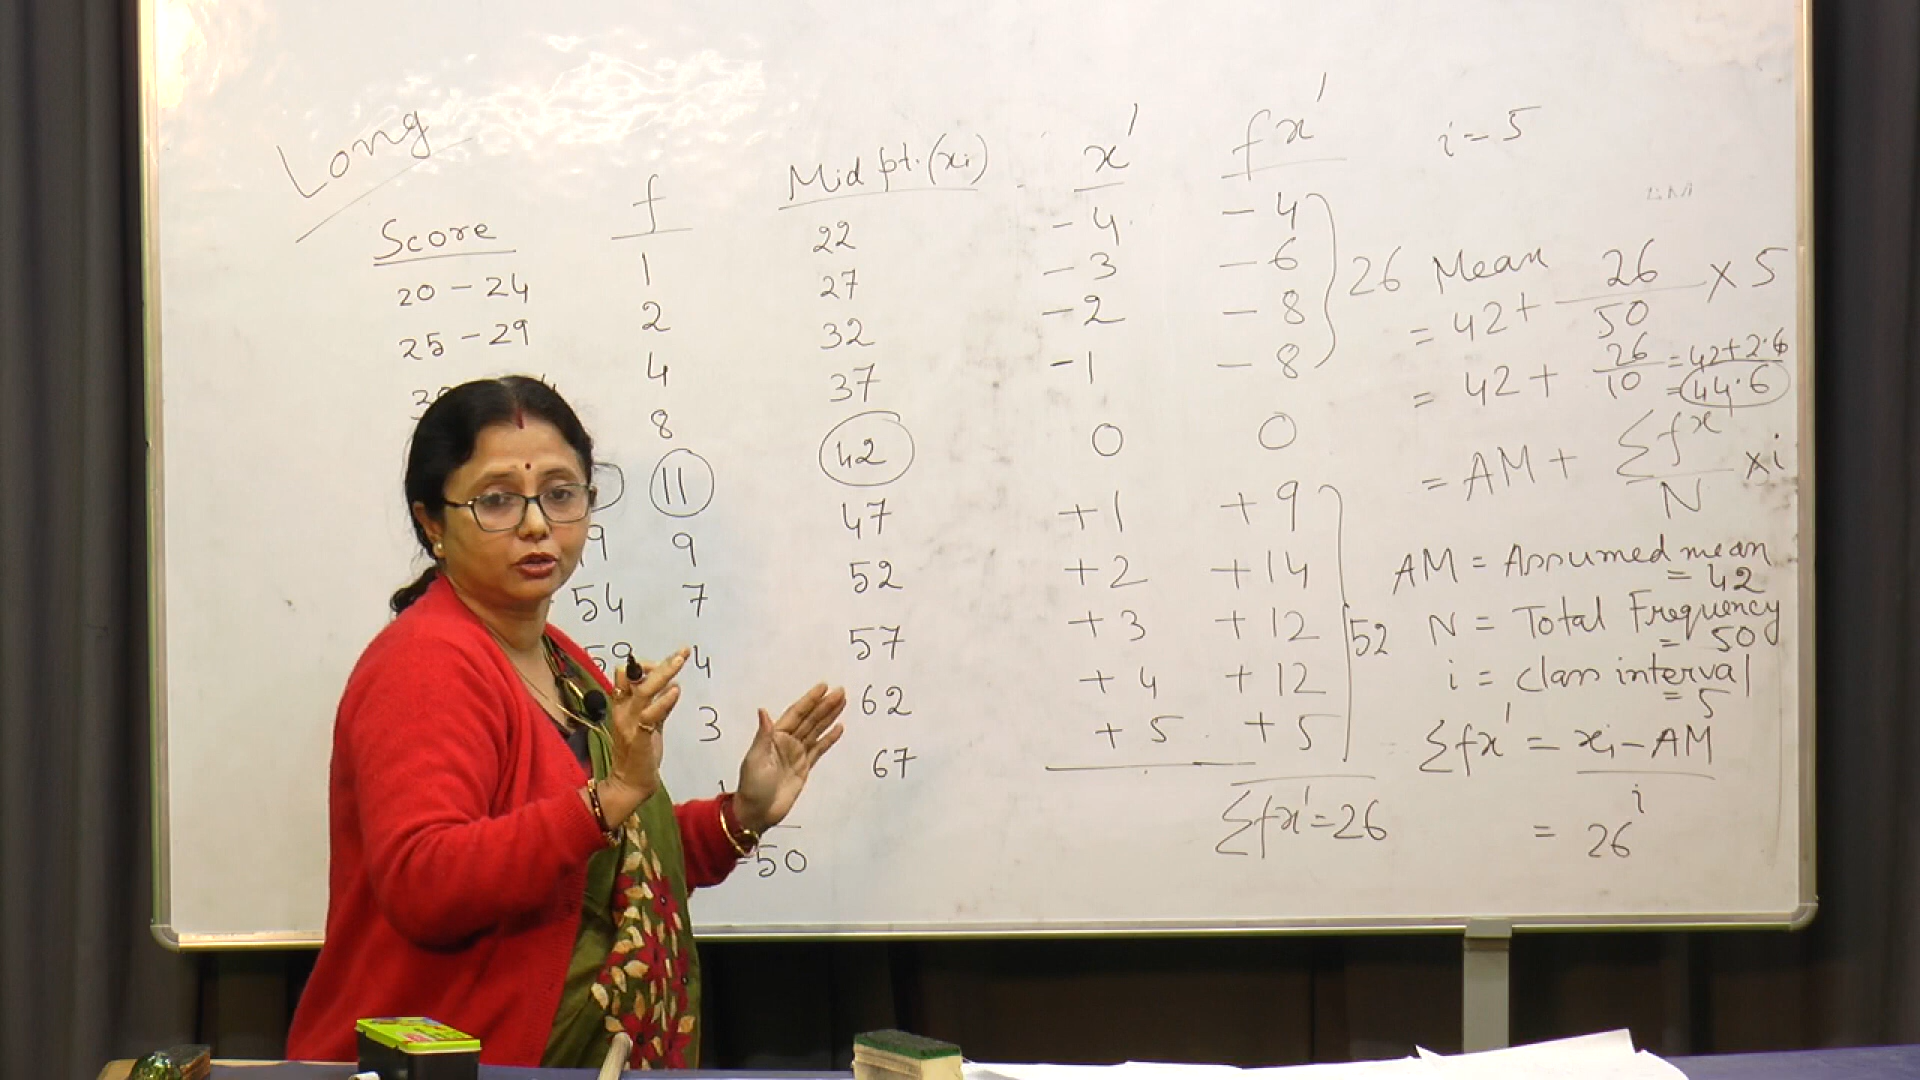 Long
Score f Mid pt. (xi) x' fx' i = 5
20 - 24 1 22 -4 -4
25 - 29 2 27 -3 -6
4 32 -2 -8
8 37 -1 -8
11 42 0 0
9 9 47 +1 +9
54 7 52 +2 +14
59 4 57 +3 +12
3 62 +4 +12
67 +5 +5
=50
Σfx' = 26
26
52
Mean
= 42 + 26/50 × 5
= 42 + 26/10 = 42 + 2.6
= 44.6
= AM + Σfx'/N × i
AM = Assumed mean
= 42
N = Total Frequency
= 50
i = class interval
= 5
Σfx' = xi - AM
i
= 26